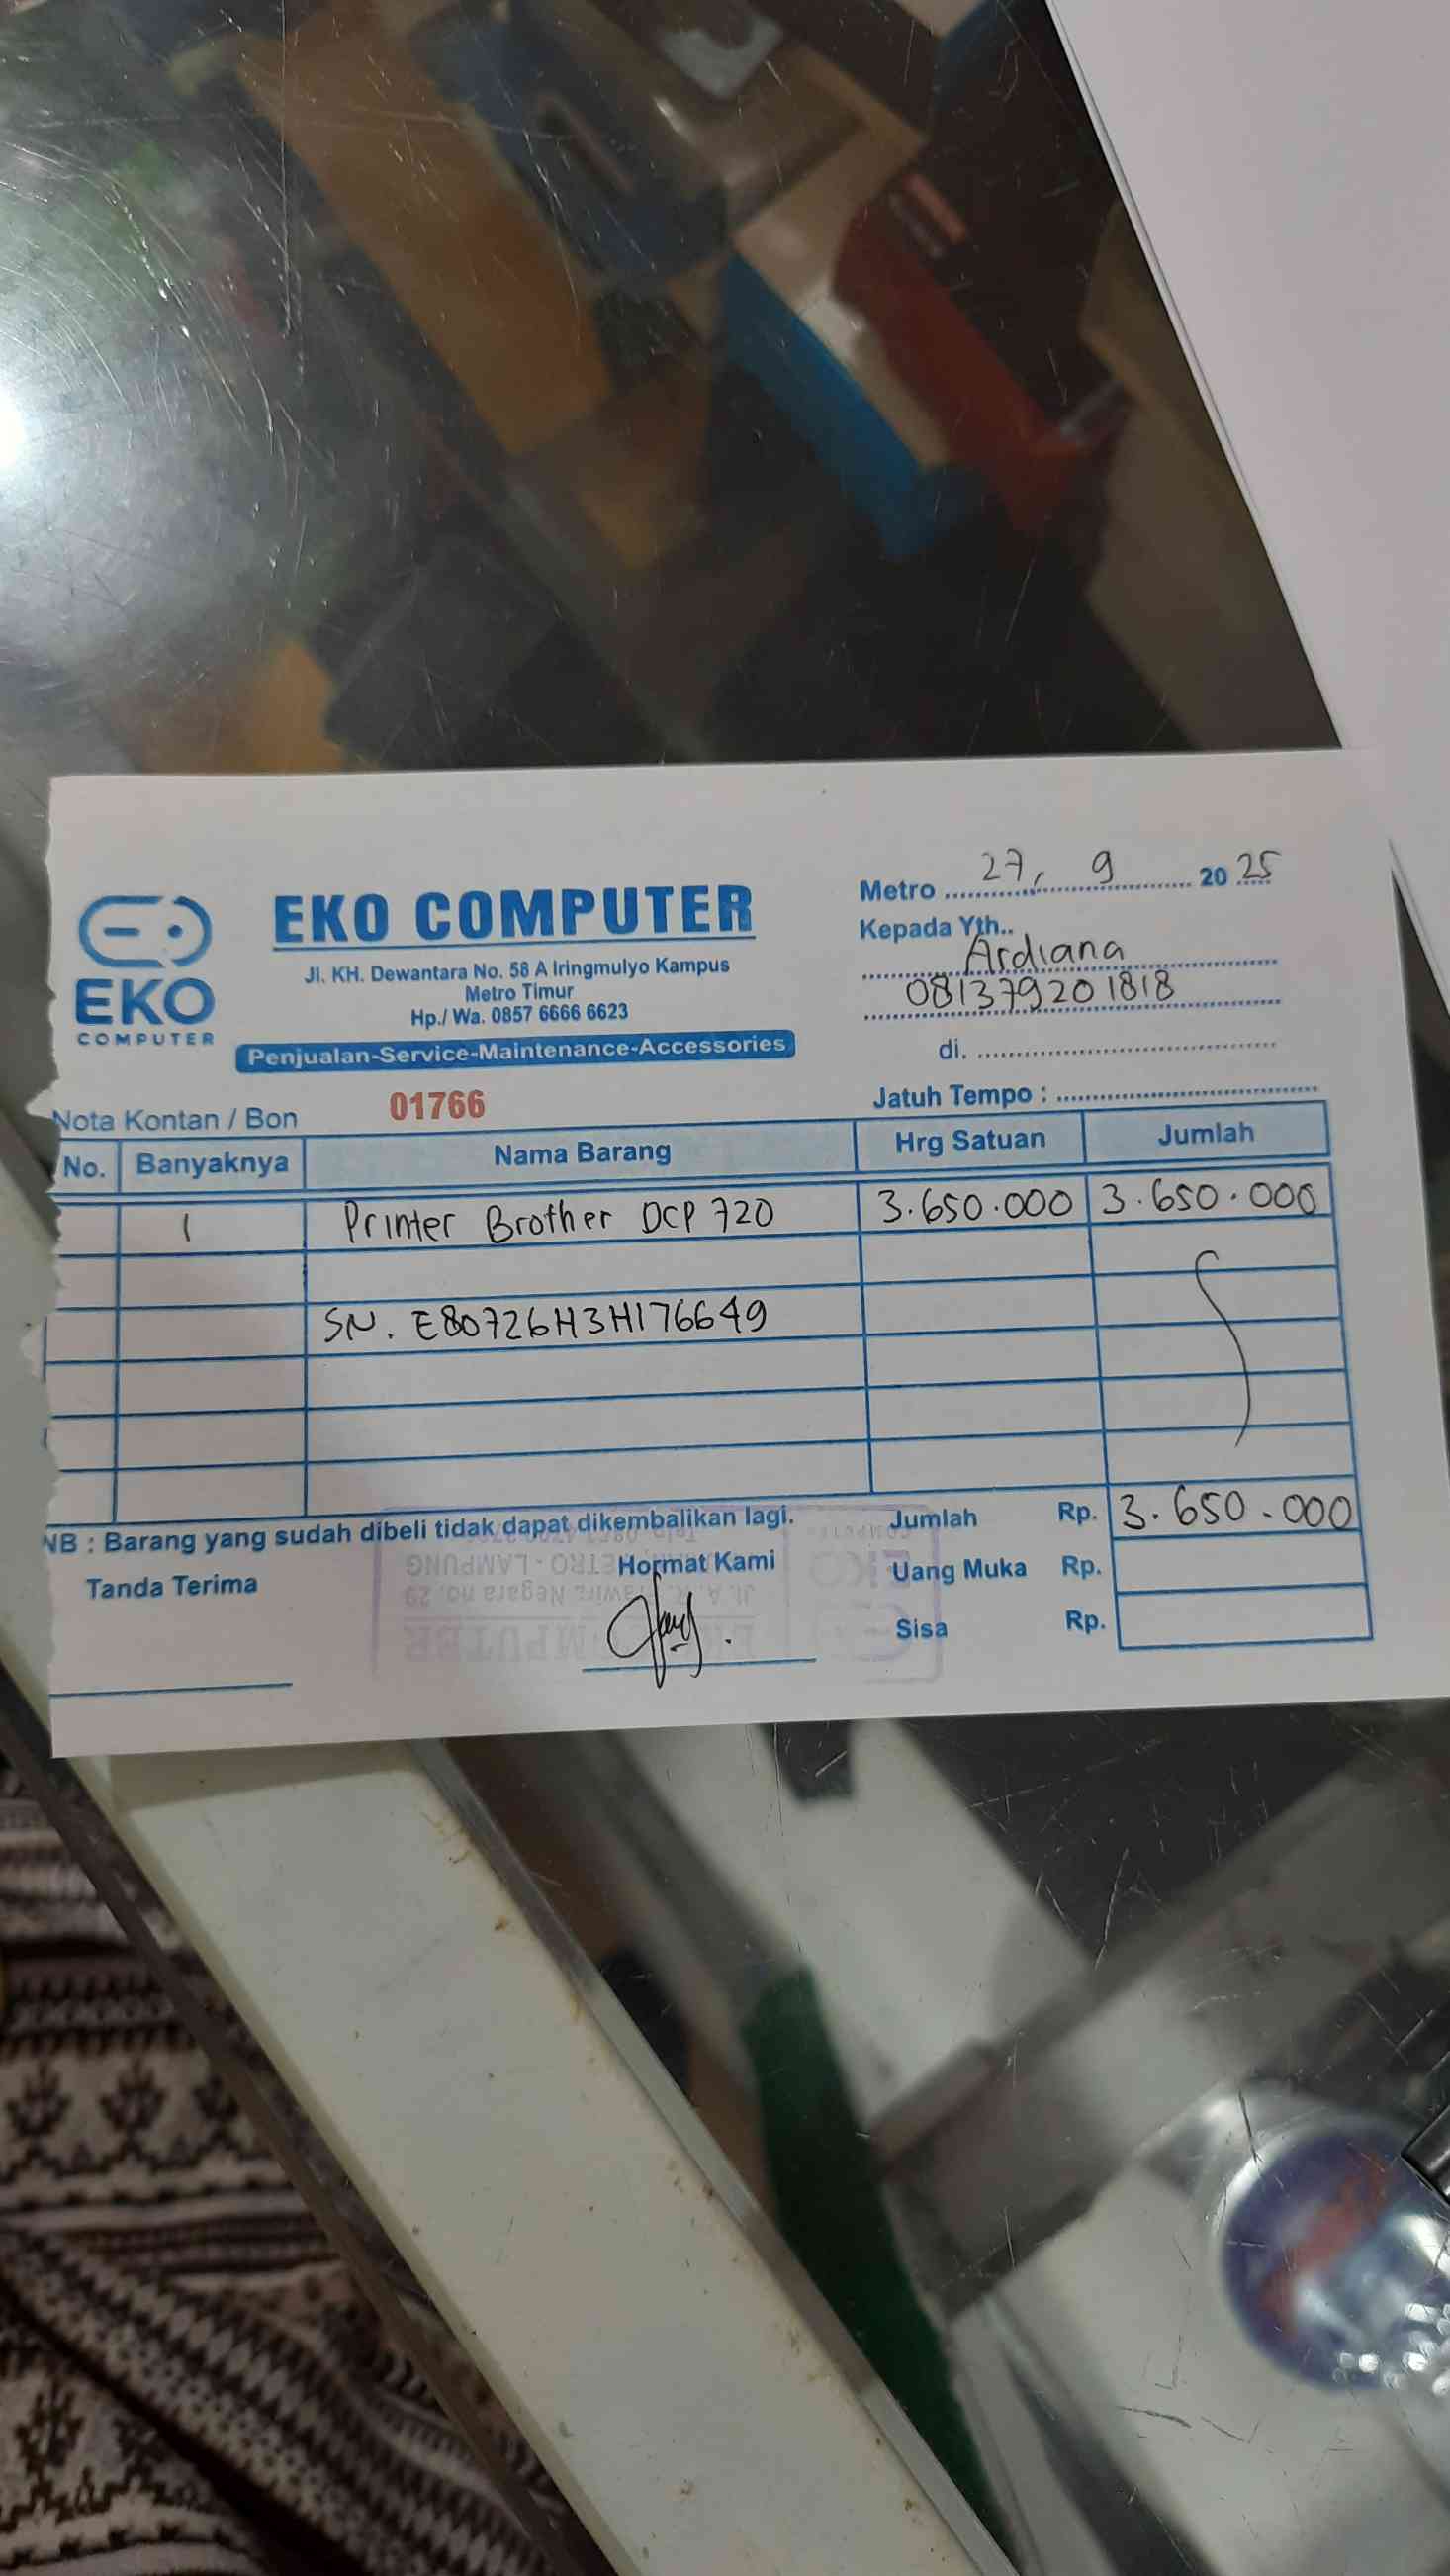 EKO
COMPUTER
EKO COMPUTER
Jl. KH. Dewantara No. 58 A Iringmulyo Kampus
Metro Timur
Hp./ Wa. 0857 6666 6623
Penjualan-Service-Maintenance-Accessories
Metro 27, 9 20 25
Kepada Yth..
Ardiana
081379201818
di.
Nota Kontan / Bon 01766
Jatuh Tempo :
No. Banyaknya Nama Barang Hrg Satuan Jumlah
1 Printer Brother DCP 720 3.650.000 3.650.000
SN. E80726H3H176649
NB : Barang yang sudah dibeli tidak dapat dikembalikan lagi.
Jumlah Rp. 3.650.000
Tanda Terima Hormat Kami
Uang Muka Rp.
Sisa Rp.